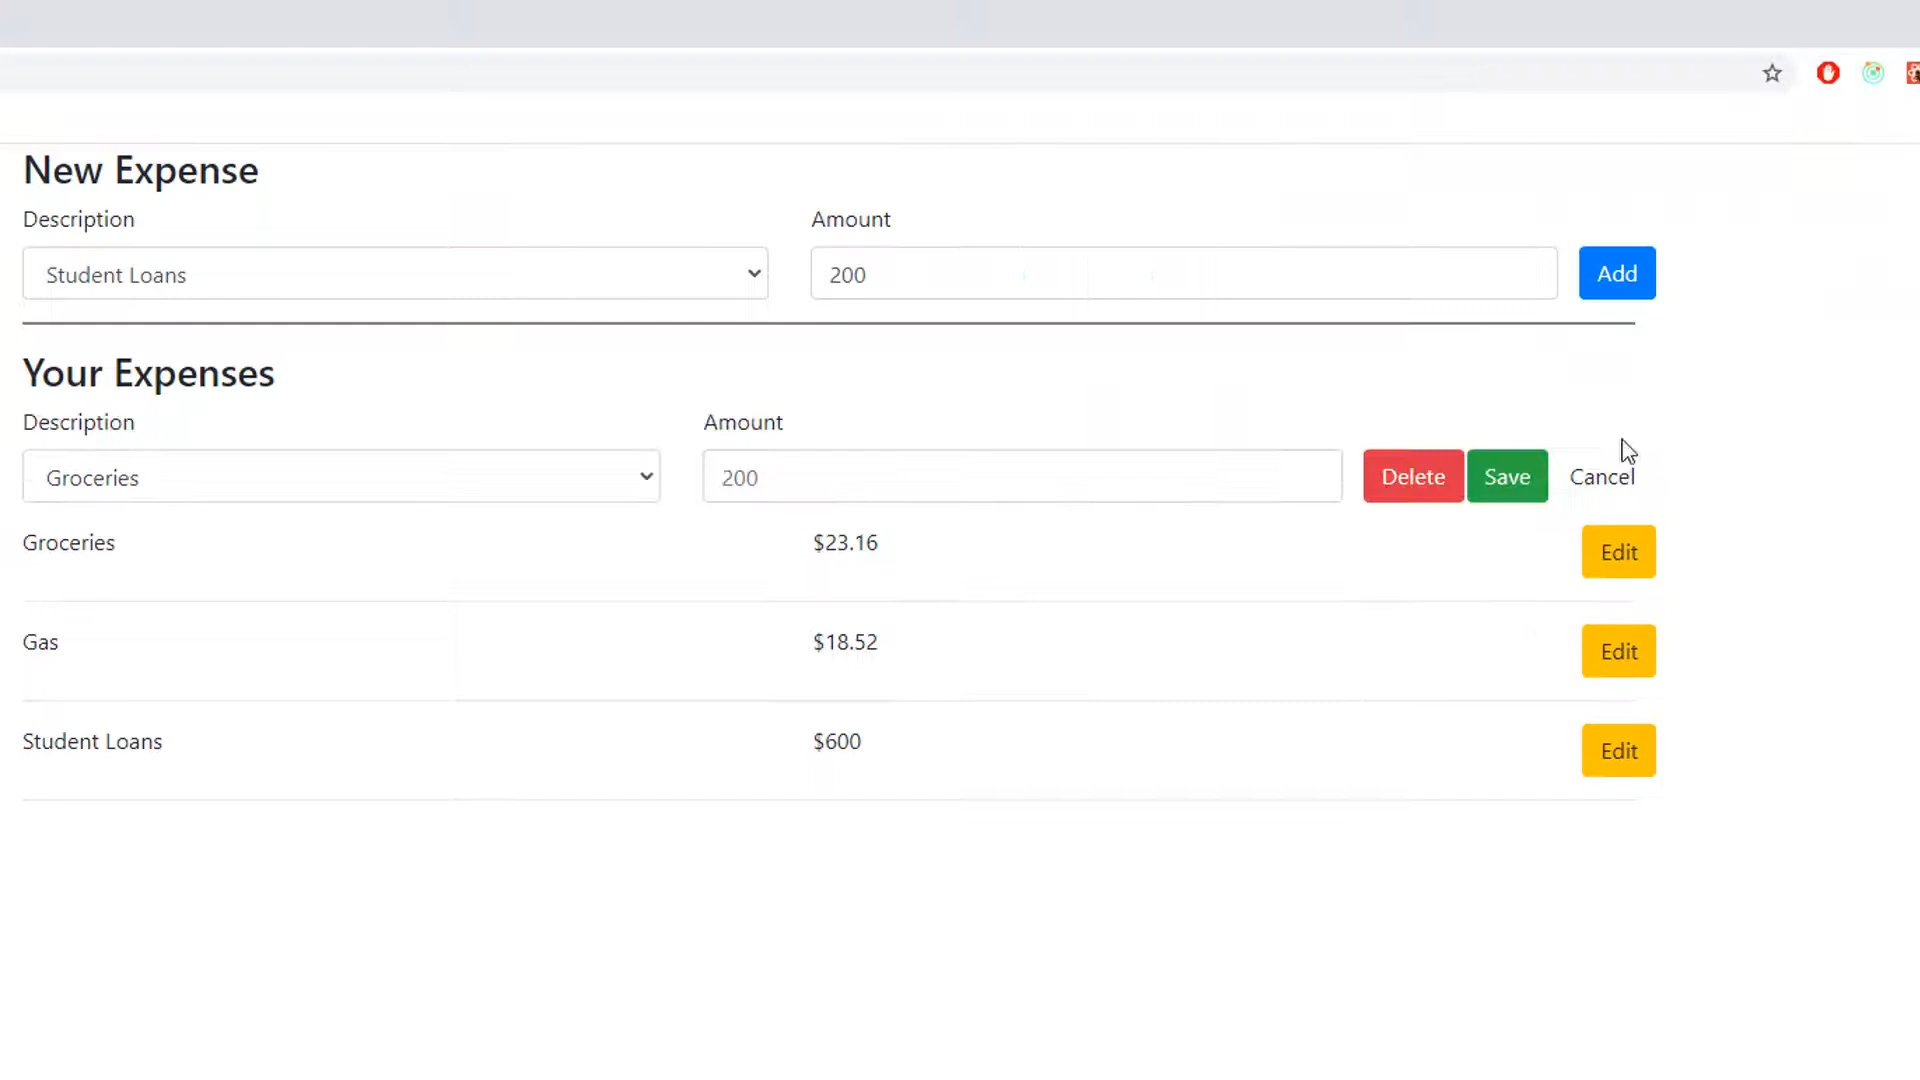 New Expense
Description Amount
Student Loans 200 Add
Your Expenses
Description Amount
Groceries 200 Delete Save Cancel
Groceries $23.16 Edit
Gas $18.52 Edit
Student Loans $600 Edit